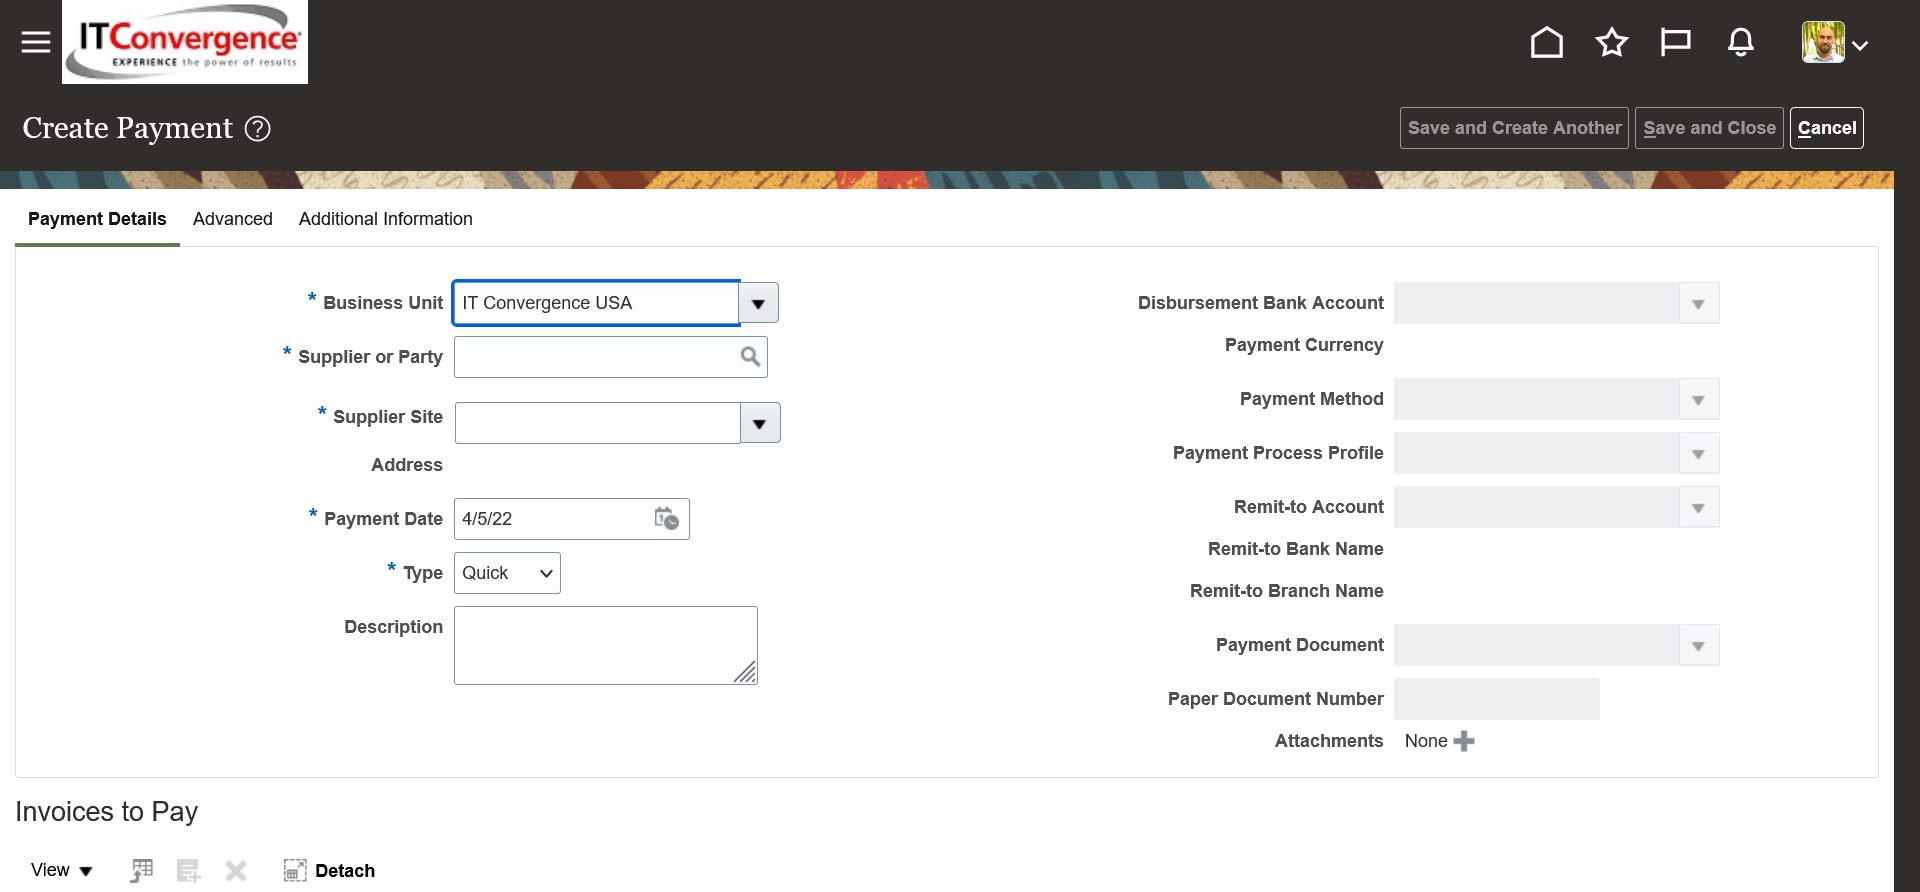 ITConvergence
EXPERIENCE the power of results
Create Payment ?
Save and Create Another
Save and Close
Cancel
Payment Details
Advanced
Additional Information
* Business Unit
IT Convergence USA
* Supplier or Party
* Supplier Site
Address
* Payment Date
4/5/22
* Type
Quick
Description
Disbursement Bank Account
Payment Currency
Payment Method
Payment Process Profile
Remit-to Account
Remit-to Bank Name
Remit-to Branch Name
Payment Document
Paper Document Number
Attachments
None
Invoices to Pay
View
Detach